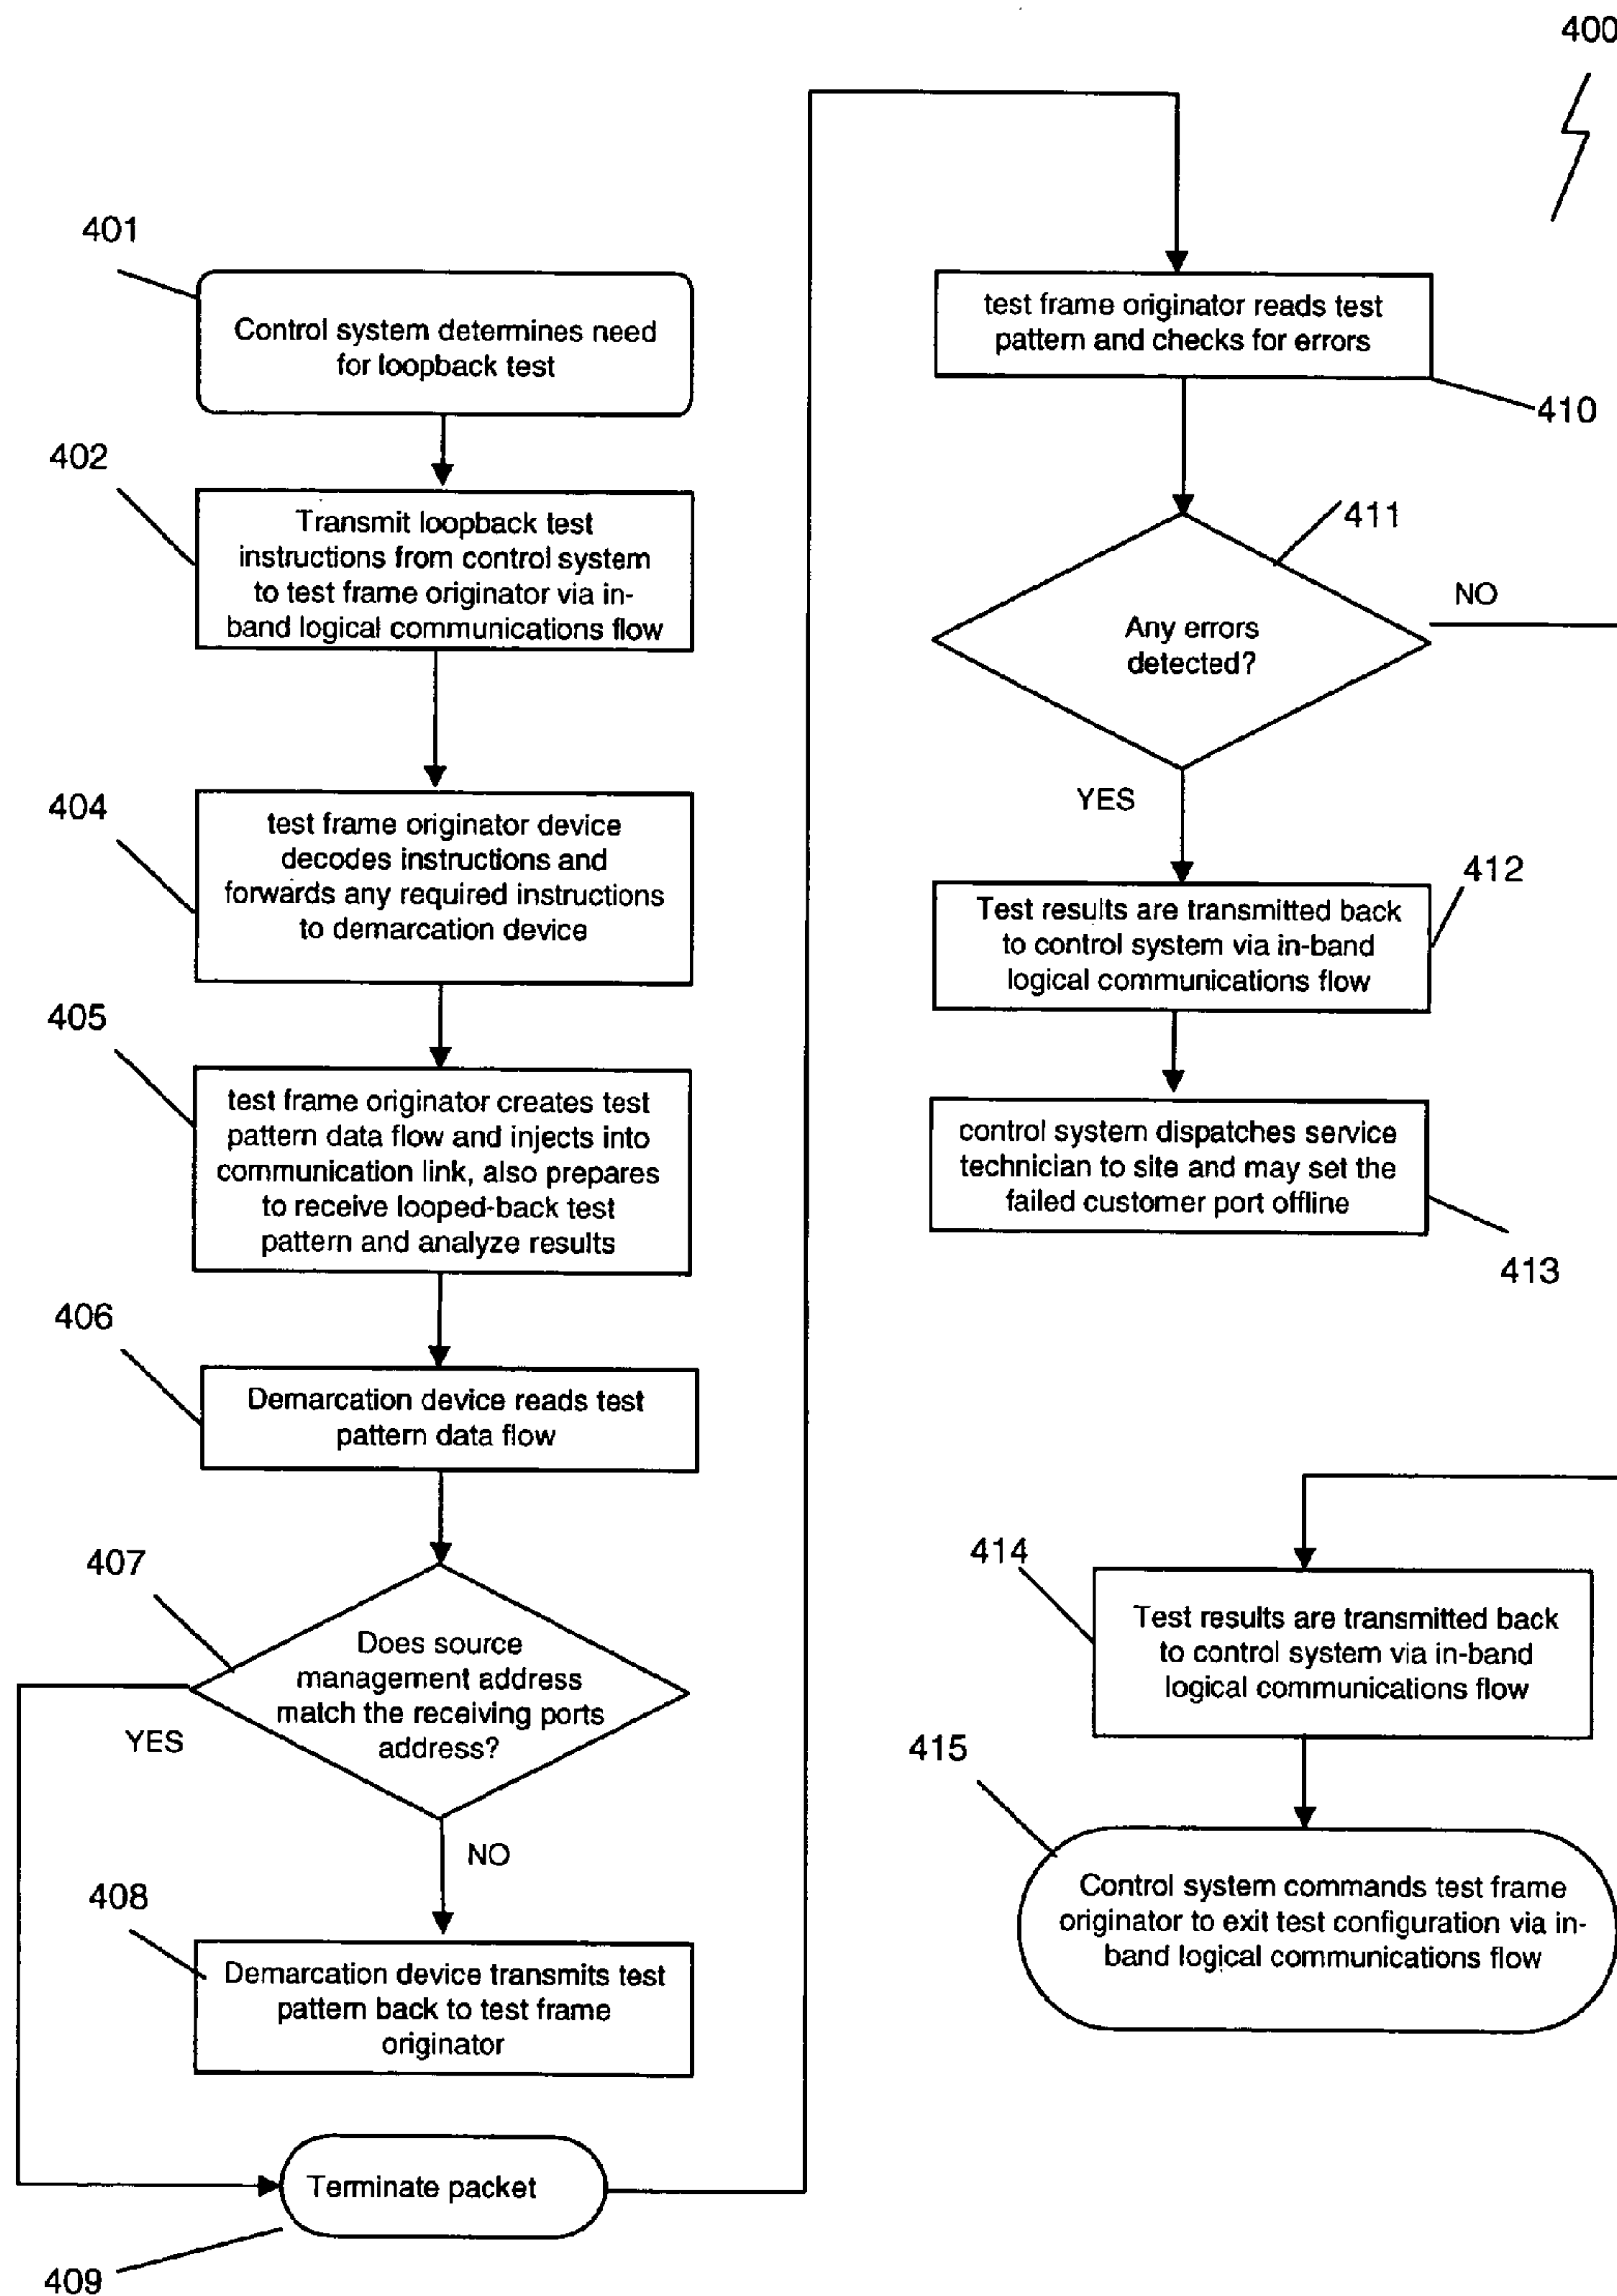 400
401
Control system determines need
for loopback test
402
Transmit loopback test
instructions from control system
to test frame originator via in-
band logical communications flow
404
test frame originator device
decodes instructions and
forwards any required instructions
to demarcation device
405
test frame originator creates test
pattern data flow and injects into
communication link, also prepares
to receive looped-back test
pattern and analyze results
406
Demarcation device reads test
pattern data flow
407
Does source
management address
match the receiving ports
address?
YES
NO
408
Demarcation device transmits test
pattern back to test frame
originator
Terminate packet
409
test frame originator reads test
pattern and checks for errors
410
411
Any errors
detected?
NO
YES
412
Test results are transmitted back
to control system via in-band
logical communications flow
control system dispatches service
technician to site and may set the
failed customer port offline
413
414
Test results are transmitted back
to control system via in-band
logical communications flow
415
Control system commands test frame
originator to exit test configuration via in-
band logical communications flow